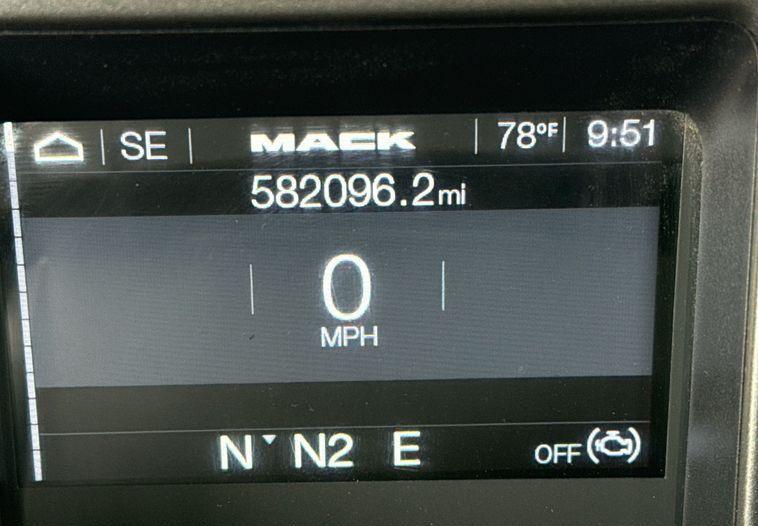 SE MACK 78°F 9:51
582096.2mi
0
MPH
N N2 E OFF